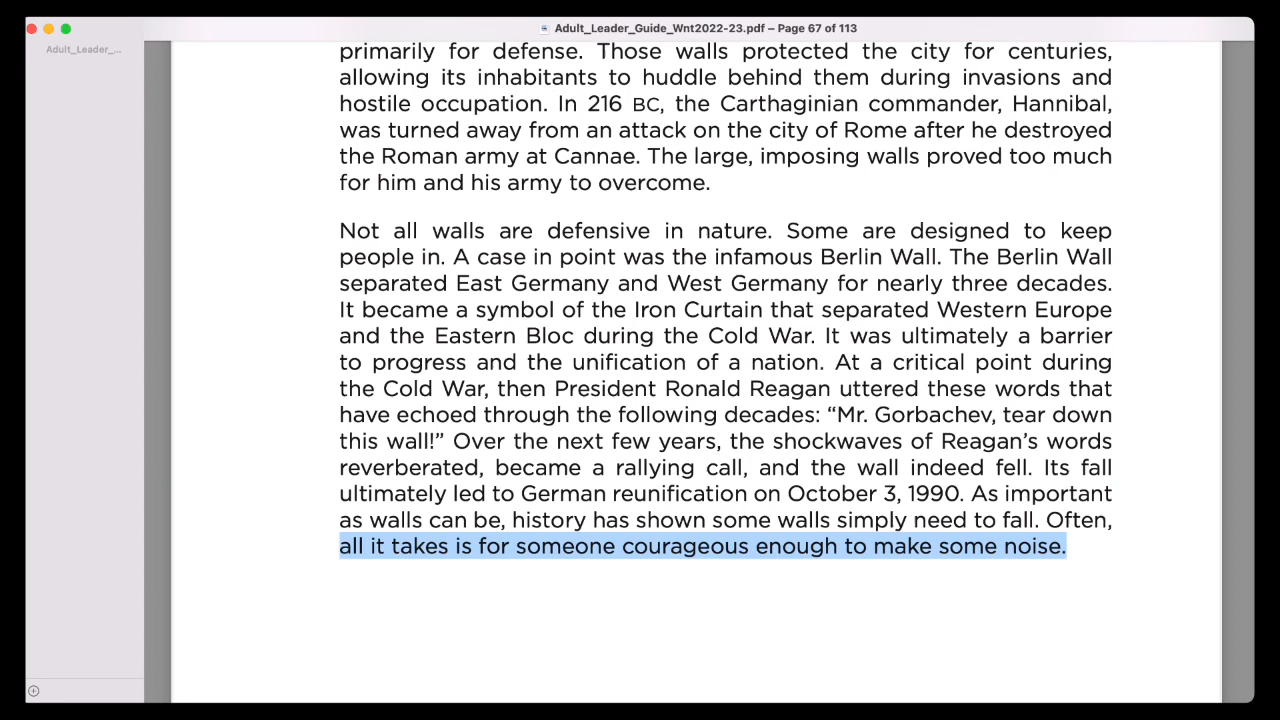 Adult_Leader_Guide_Wnt2022-23.pdf – Page 67 of 113
Adult_Leader_...
primarily for defense. Those walls protected the city for centuries,
allowing its inhabitants to huddle behind them during invasions and
hostile occupation. In 216 BC, the Carthaginian commander, Hannibal,
was turned away from an attack on the city of Rome after he destroyed
the Roman army at Cannae. The large, imposing walls proved too much
for him and his army to overcome.
Not all walls are defensive in nature. Some are designed to keep
people in. A case in point was the infamous Berlin Wall. The Berlin Wall
separated East Germany and West Germany for nearly three decades.
It became a symbol of the Iron Curtain that separated Western Europe
and the Eastern Bloc during the Cold War. It was ultimately a barrier
to progress and the unification of a nation. At a critical point during
the Cold War, then President Ronald Reagan uttered these words that
have echoed through the following decades: “Mr. Gorbachev, tear down
this wall!” Over the next few years, the shockwaves of Reagan’s words
reverberated, became a rallying call, and the wall indeed fell. Its fall
ultimately led to German reunification on October 3, 1990. As important
as walls can be, history has shown some walls simply need to fall. Often,
all it takes is for someone courageous enough to make some noise.